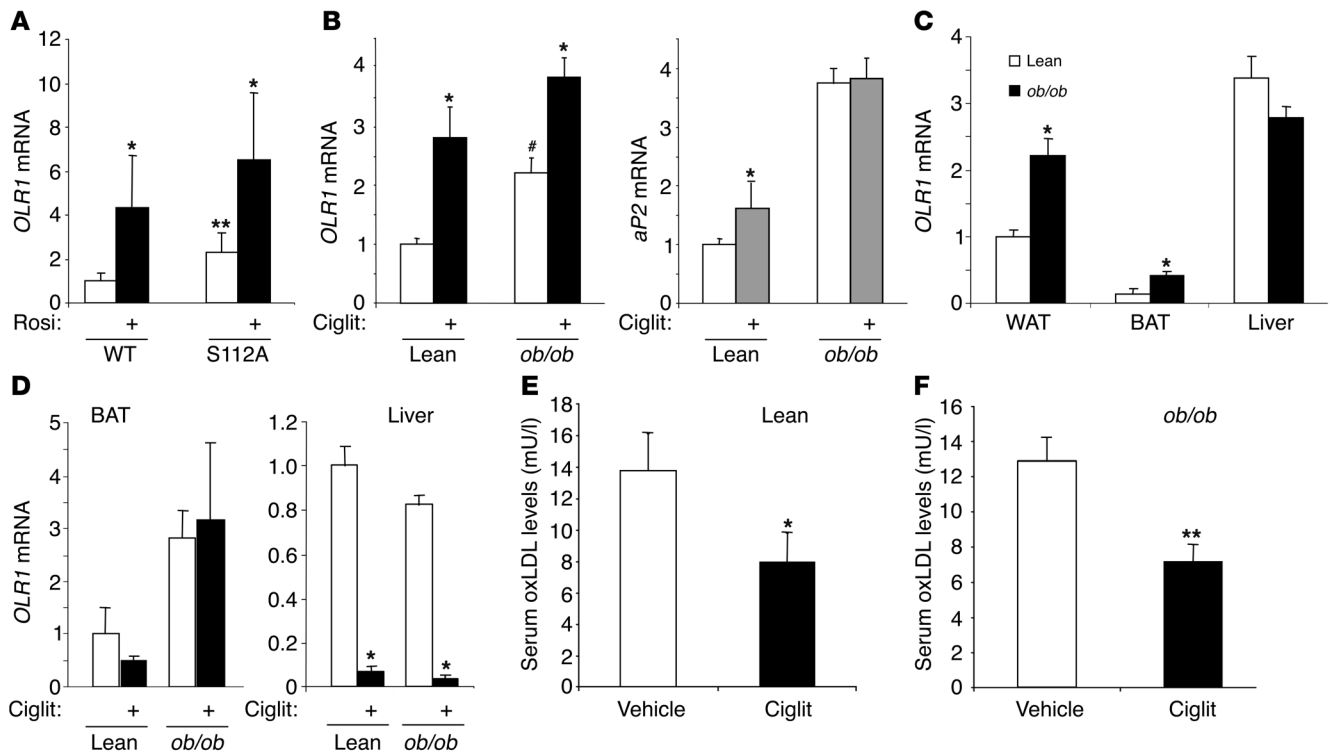 A
OLR1 mRNA
12
10
8
6
4
2
0
*
**
*
Rosi: + +
WT S112A
B
OLR1 mRNA
4
3
2
1
0
*
#
*
Ciglit: + +
Lean ob/ob
aP2 mRNA
4
3
2
1
0
*
Ciglit: + +
Lean ob/ob
C
OLR1 mRNA
4
3
2
1
0
Lean
ob/ob
*
*
WAT BAT Liver
D
BAT
OLR1 mRNA
5
4
3
2
1
0
Ciglit: + +
Lean ob/ob
Liver
1.2
1.0
0.8
0.6
0.4
0.2
0
*
*
Ciglit: + +
Lean ob/ob
E
Lean
Serum oxLDL levels (mU/l)
18
16
14
12
10
8
6
4
2
0
*
Vehicle Ciglit
F
ob/ob
Serum oxLDL levels (mU/l)
16
14
12
10
8
6
4
2
0
**
Vehicle Ciglit